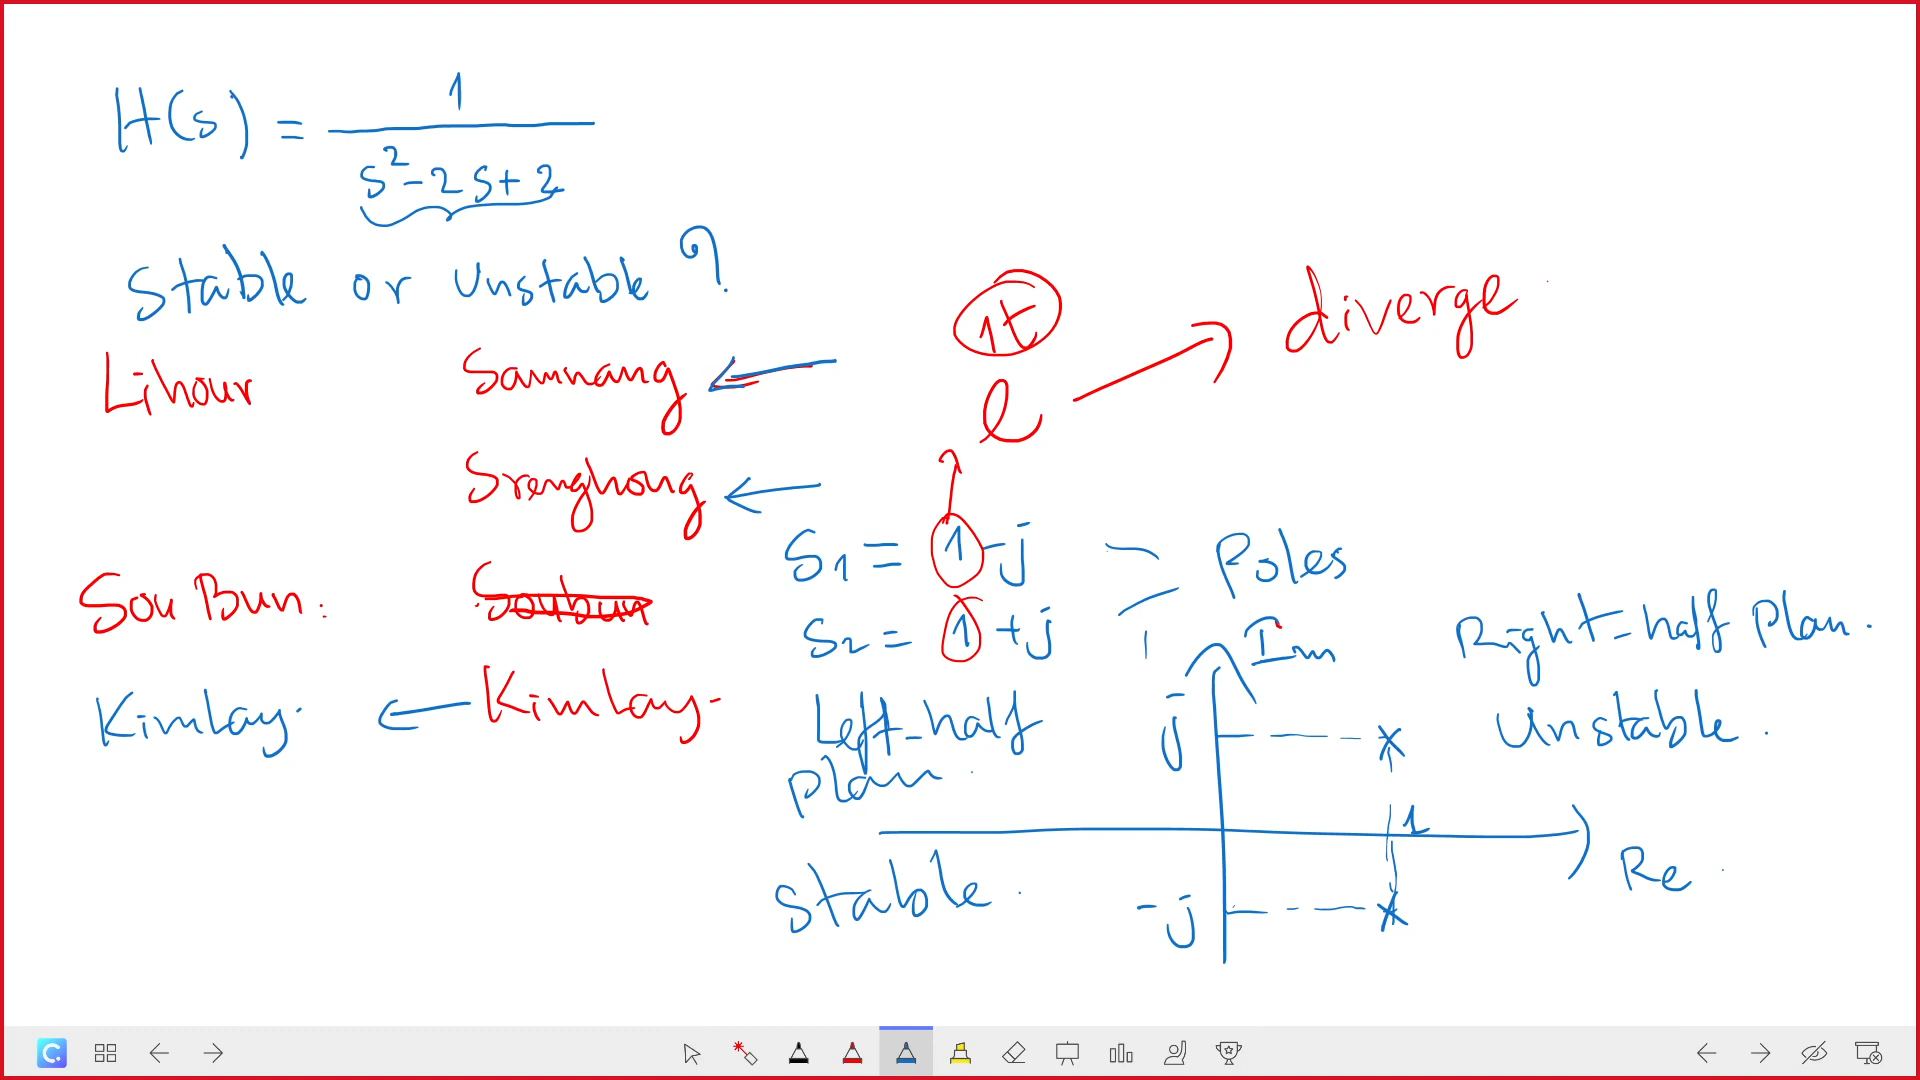 H(s) = 1 / s² - 2s + 2
Stable or Unstable ?
Lihour Samnang
Srenghong
Sou Bun : Soubun
Kimlay. Kimlay-
e^1t diverge
S1 = 1 - j
S2 = 1 + j
Poles
Left-half
plan.
Stable.
Im
Right-half plan.
Unstable.
j
1
-j
Re